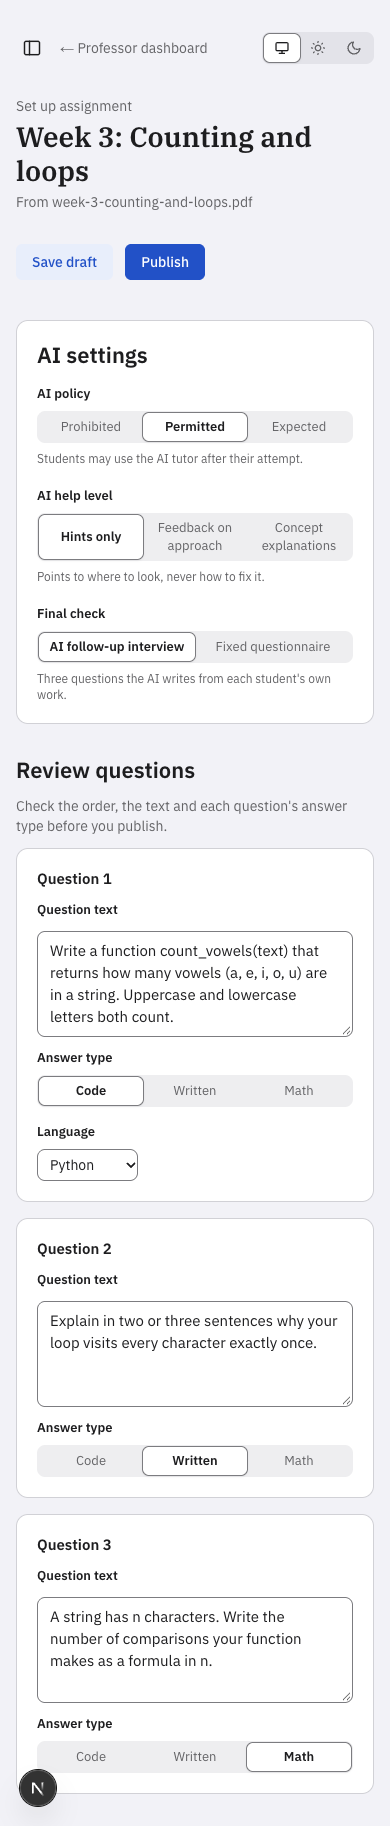 ← Professor dashboard
Set up assignment
Week 3: Counting and
loops
From week-3-counting-and-loops.pdf
Save draft
Publish
AI settings
AI policy
Prohibited
Permitted
Expected
Students may use the AI tutor after their attempt.
AI help level
Hints only
Feedback on
approach
Concept
explanations
Points to where to look, never how to fix it.
Final check
AI follow-up interview
Fixed questionnaire
Three questions the AI writes from each student's own
work.
Review questions
Check the order, the text and each question's answer
type before you publish.
Question 1
Question text
Write a function count_vowels(text) that
returns how many vowels (a, e, i, o, u) are
in a string. Uppercase and lowercase
letters both count.
Answer type
Code
Written
Math
Language
Python
Question 2
Question text
Explain in two or three sentences why your
loop visits every character exactly once.
Answer type
Code
Written
Math
Question 3
Question text
A string has n characters. Write the
number of comparisons your function
makes as a formula in n.
Answer type
Code
Written
Math
N